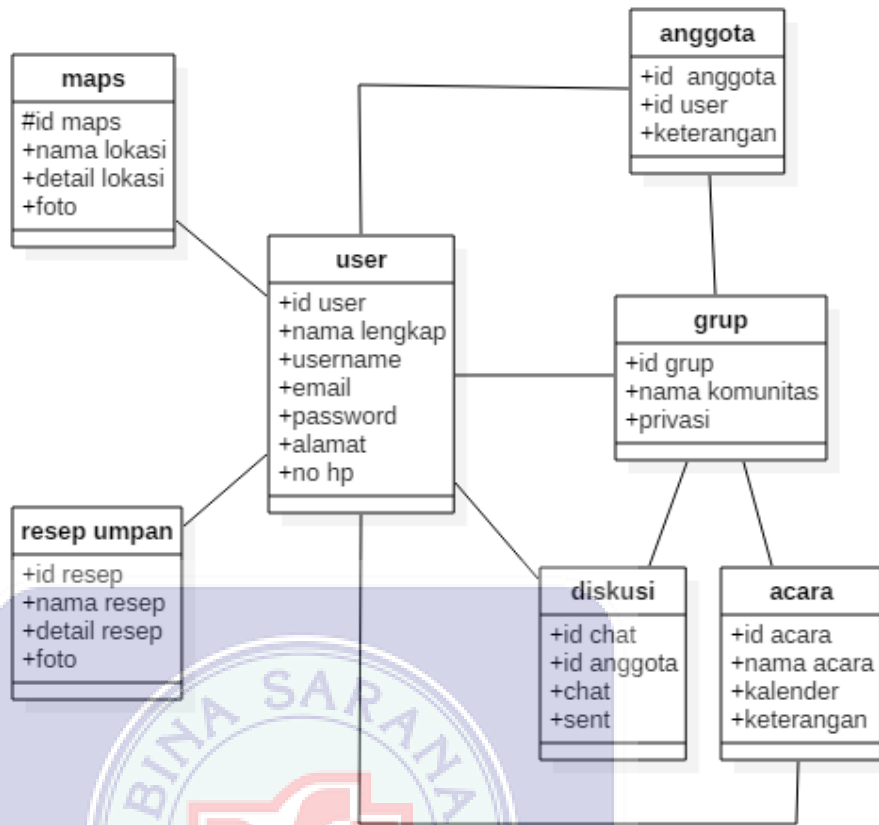 maps
#id maps
+nama lokasi
+detail lokasi
+foto
anggota
+id anggota
+id user
+keterangan
user
+id user
+nama lengkap
+username
+email
+password
+alamat
+no hp
grup
+id grup
+nama komunitas
+privasi
resep umpan
+id resep
+nama resep
+detail resep
+foto
diskusi
+id chat
+id anggota
+chat
+sent
acara
+id acara
+nama acara
+kalender
+keterangan
BINA SARANA